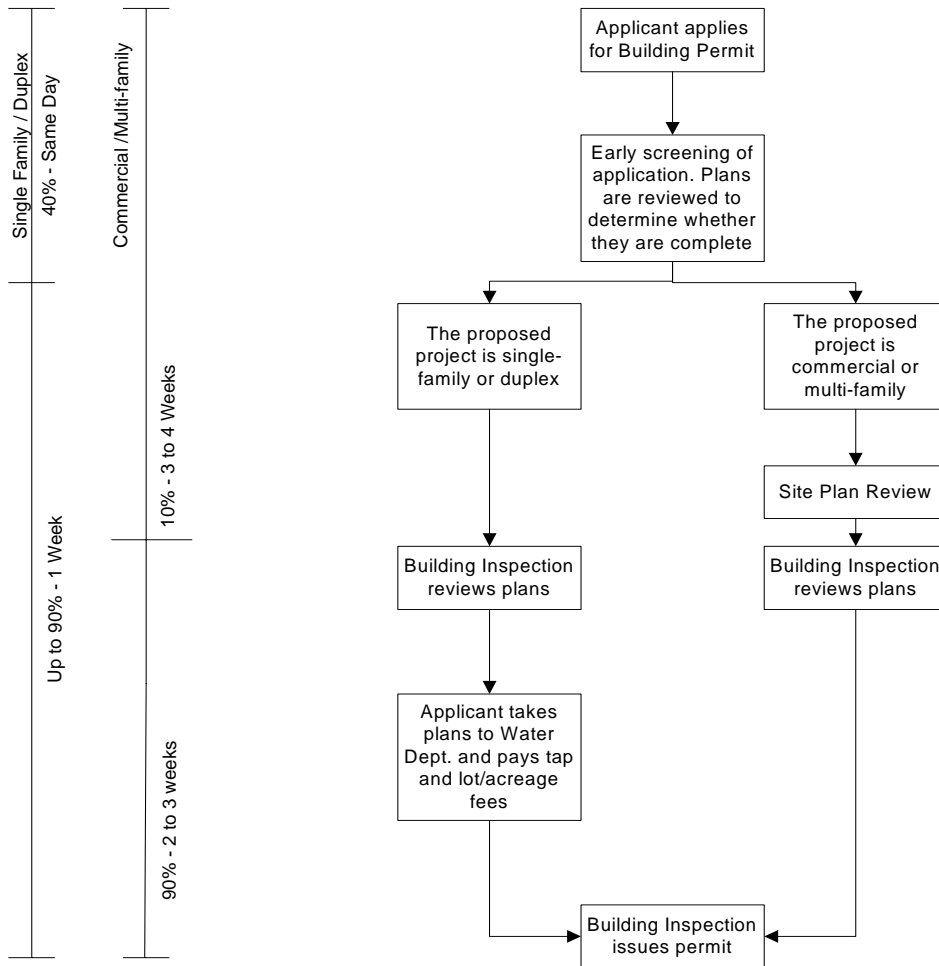 Single Family / Duplex
40% - Same Day
Up to 90% - 1 Week
Commercial /Multi-family
10% - 3 to 4 Weeks
90% - 2 to 3 weeks
Applicant applies
for Building Permit
Early screening of
application. Plans
are reviewed to
determine whether
they are complete
The proposed
project is single-
family or duplex
The proposed
project is
commercial or
multi-family
Site Plan Review
Building Inspection
reviews plans
Building Inspection
reviews plans
Applicant takes
plans to Water
Dept. and pays tap
and lot/acreage
fees
Building Inspection
issues permit